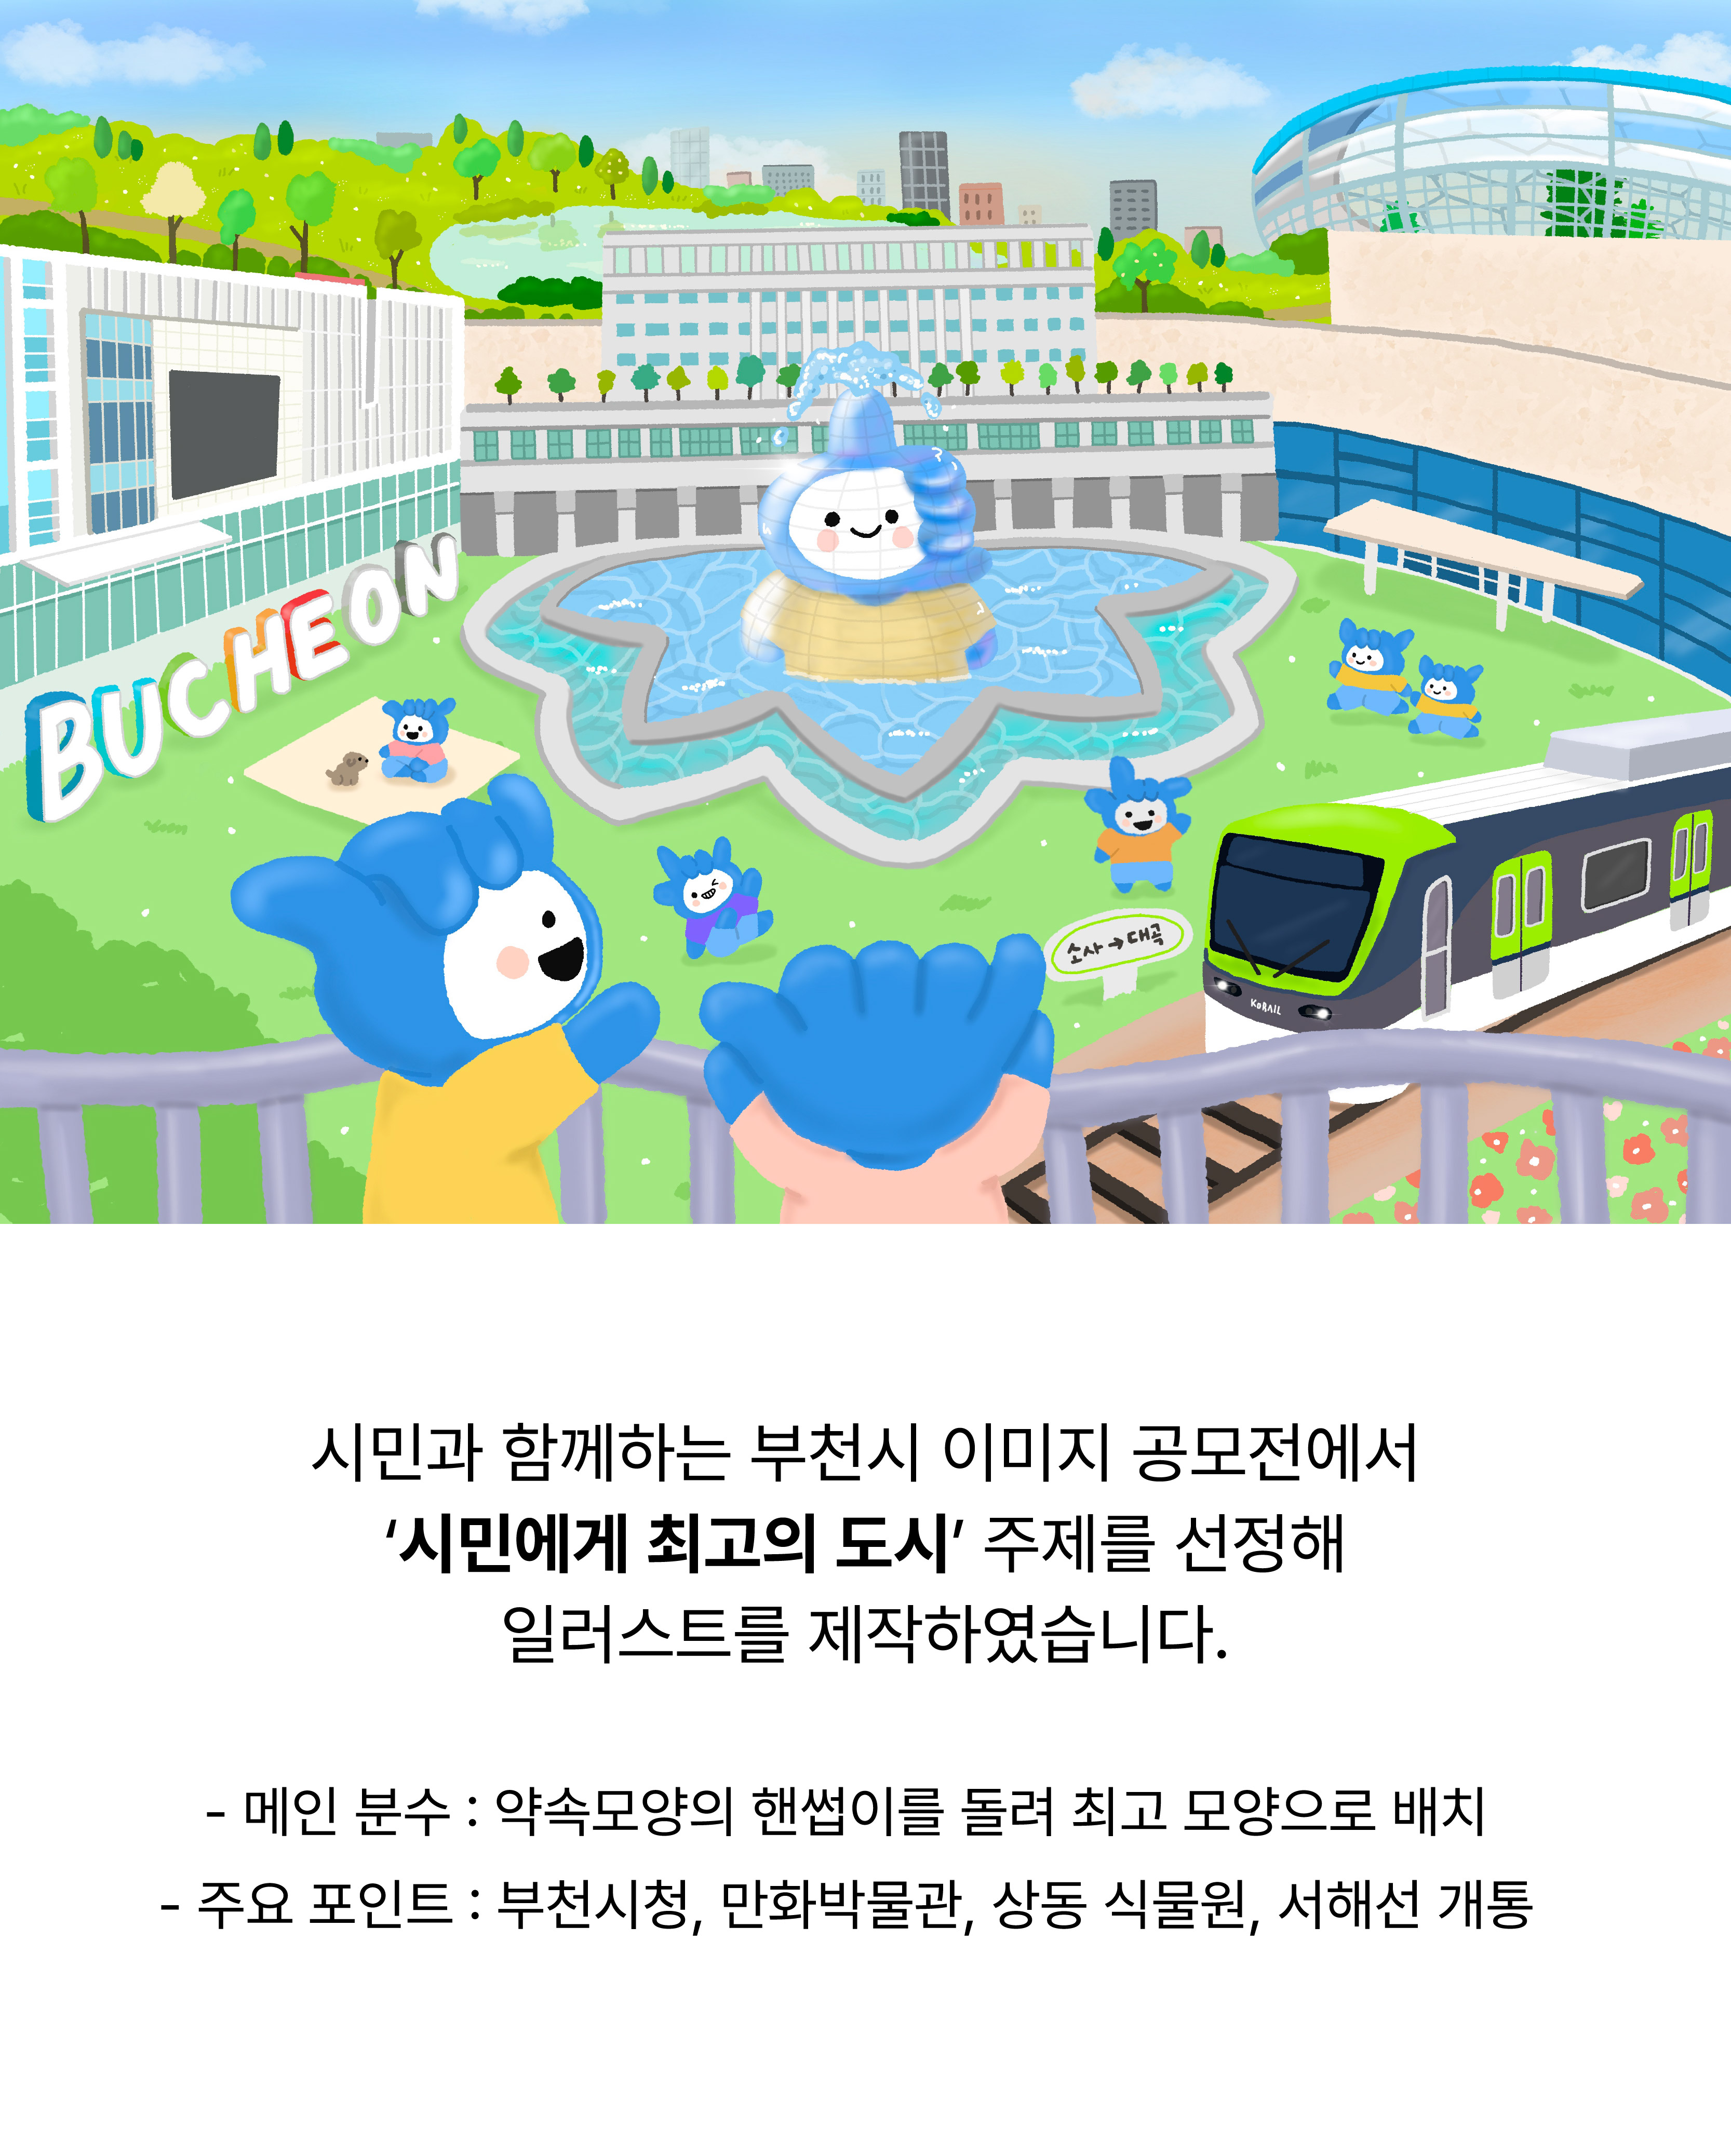 BUCHEON
소사→대곡
KORAIL
시민과 함께하는 부천시 이미지 공모전에서
‘시민에게 최고의 도시’ 주제를 선정해
일러스트를 제작하였습니다.
- 메인 분수 : 약속모양의 핸썹이를 돌려 최고 모양으로 배치
- 주요 포인트 : 부천시청, 만화박물관, 상동 식물원, 서해선 개통